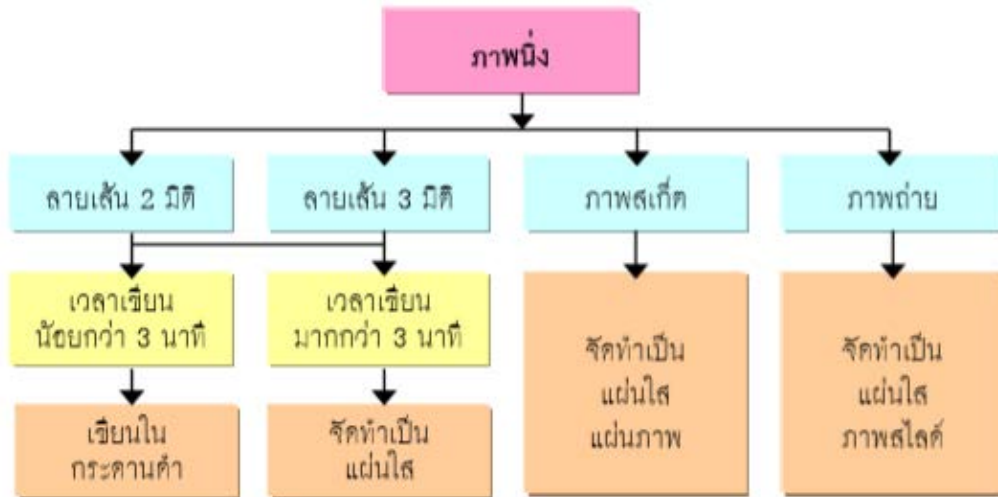 ภาพนิ่ง
ลายเส้น 2 มิติ
ลายเส้น 3 มิติ
ภาพสเก็ต
ภาพถ่าย
เวลาเขียน
น้อยกว่า 3 นาที
เวลาเขียน
มากกว่า 3 นาที
จัดทำเป็น
แผ่นใส
แผ่นภาพ
จัดทำเป็น
แผ่นใส
ภาพสไลด์
เขียนใน
กระดานดำ
จัดทำเป็น
แผ่นใส